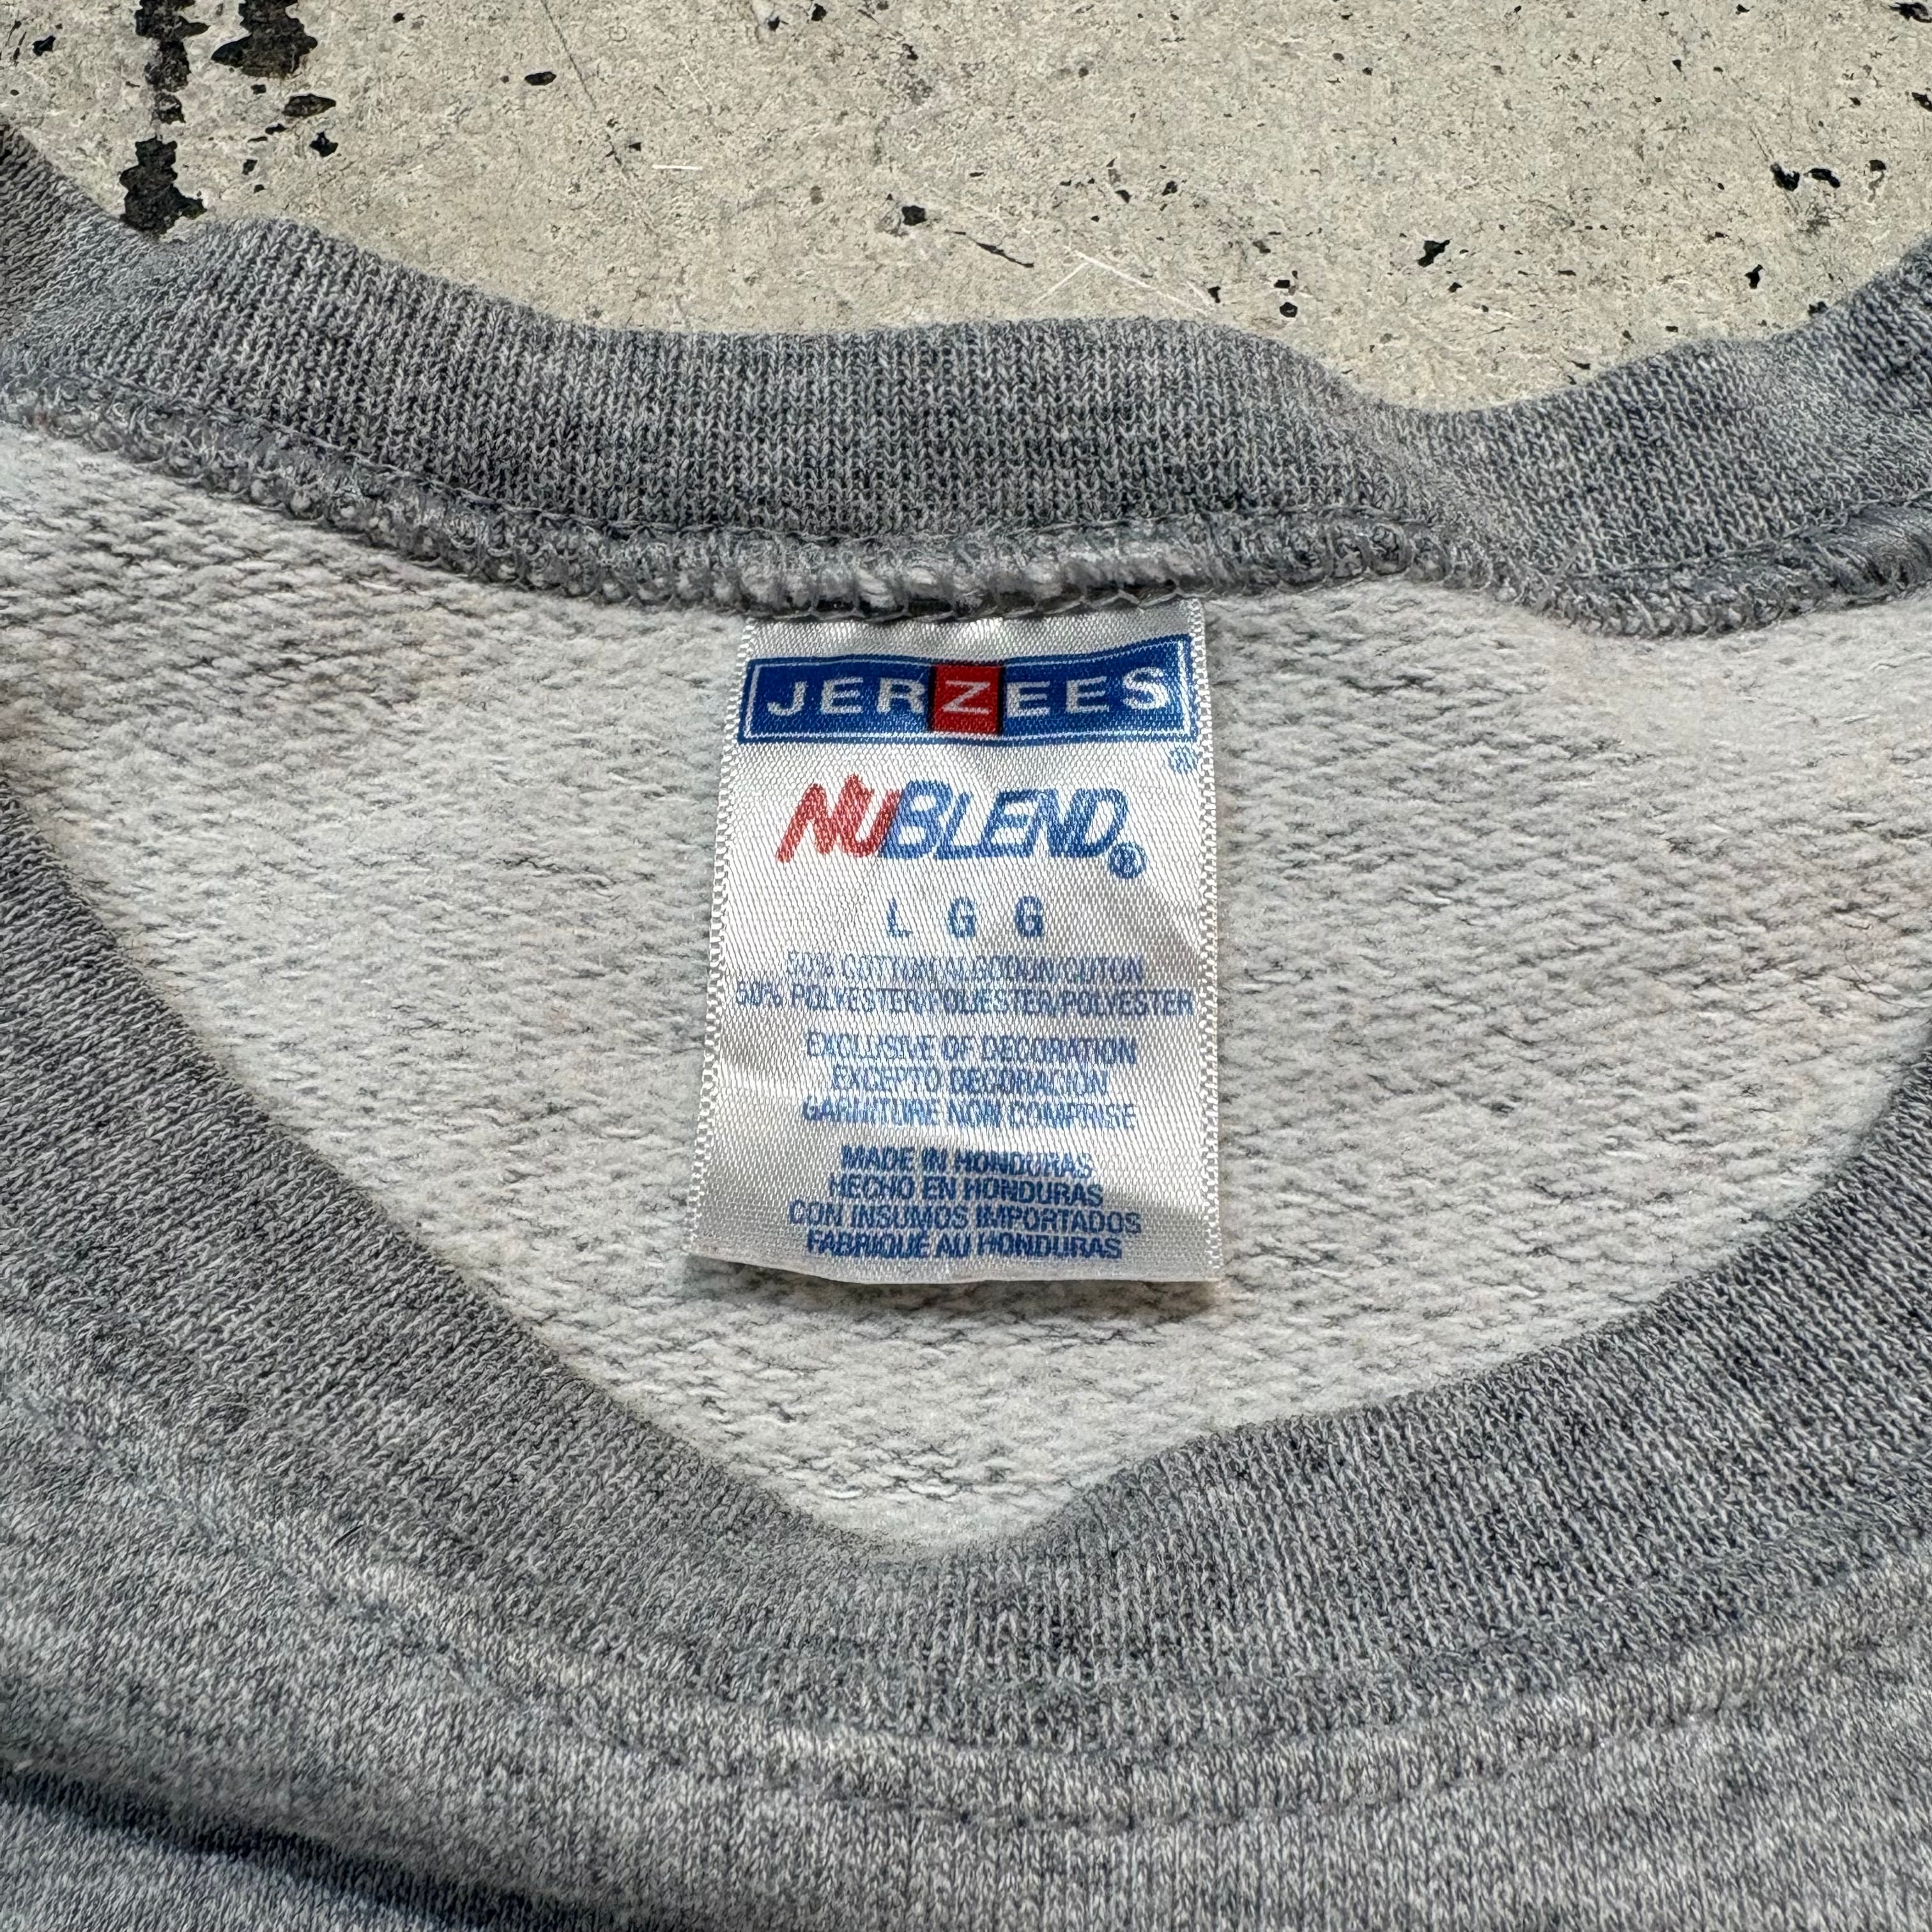 JERZEES
®
NUBLEND®
L G G
50% COTTON/ALGODON/COTON
50% POLYESTER/POLIESTER/POLYESTER
EXCLUSIVE OF DECORATION
EXCEPTO DECORACION
GARNITURE NON COMPRISE
MADE IN HONDURAS
HECHO EN HONDURAS
CON INSUMOS IMPORTADOS
FABRIQUE AU HONDURAS